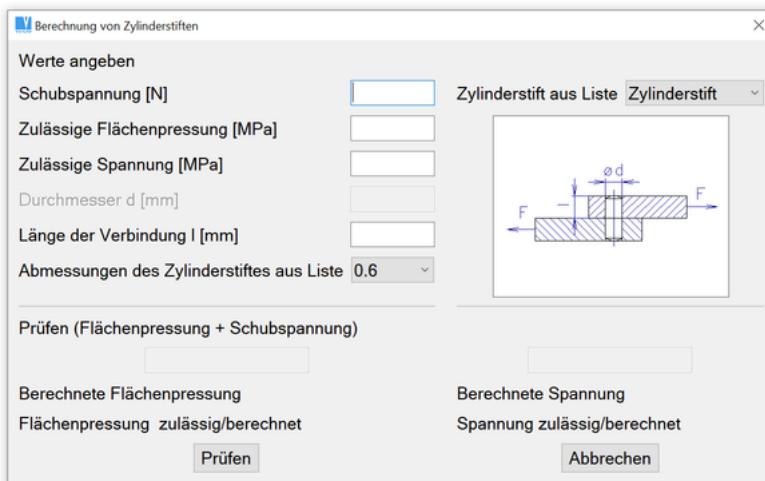 Berechnung von Zylinderstiften
Werte angeben
Schubspannung [N]
Zylinderstift aus Liste Zylinderstift
Zulässige Flächenpressung [MPa]
Zulässige Spannung [MPa]
Durchmesser d [mm]
Länge der Verbindung l [mm]
Abmessungen des Zylinderstiftes aus Liste 0.6
ød
l
F
F
Prüfen (Flächenpressung + Schubspannung)
Berechnete Flächenpressung
Berechnete Spannung
Flächenpressung zulässig/berechnet
Spannung zulässig/berechnet
Prüfen
Abbrechen